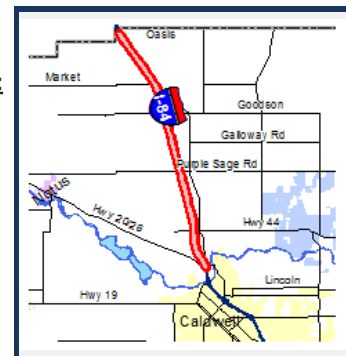 Oasis
Market
I-84
Goodson
Galloway Rd
Purple Sage Rd
Notus
Hwy 20/26
Hwy 44
Lincoln
Hwy 19
Caldwell